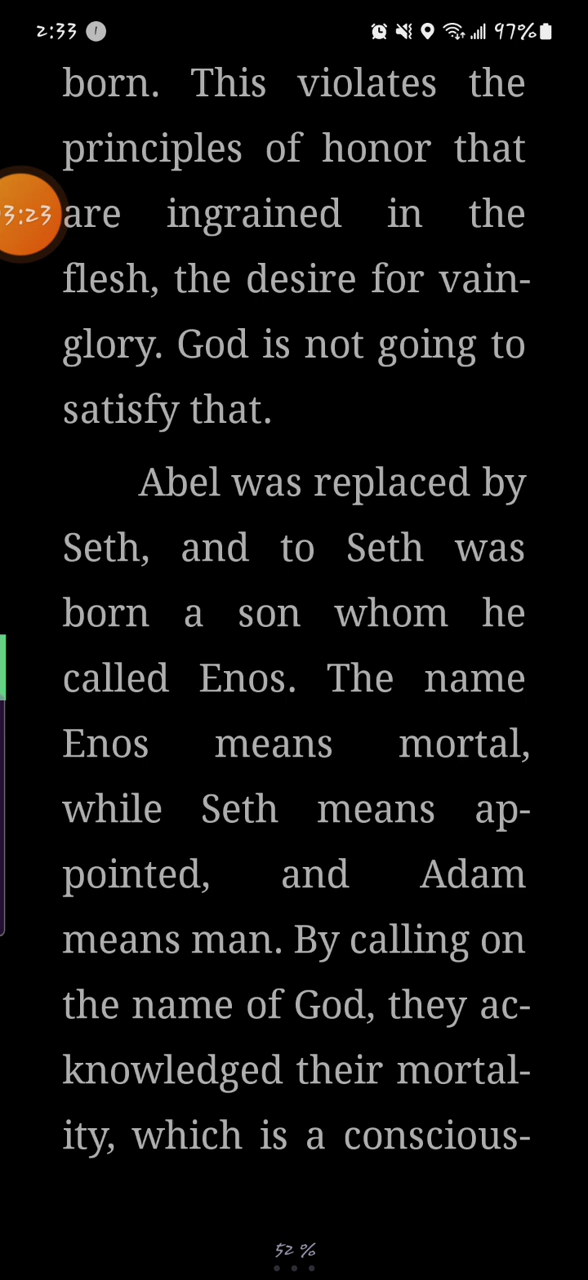 2:33
97%
born. This violates the
principles of honor that
3:23
are ingrained in the
flesh, the desire for vain-
glory. God is not going to
satisfy that.
Abel was replaced by
Seth, and to Seth was
born a son whom he
called Enos. The name
Enos means mortal,
while Seth means ap-
pointed, and Adam
means man. By calling on
the name of God, they ac-
knowledged their mortal-
ity, which is a conscious-
52%